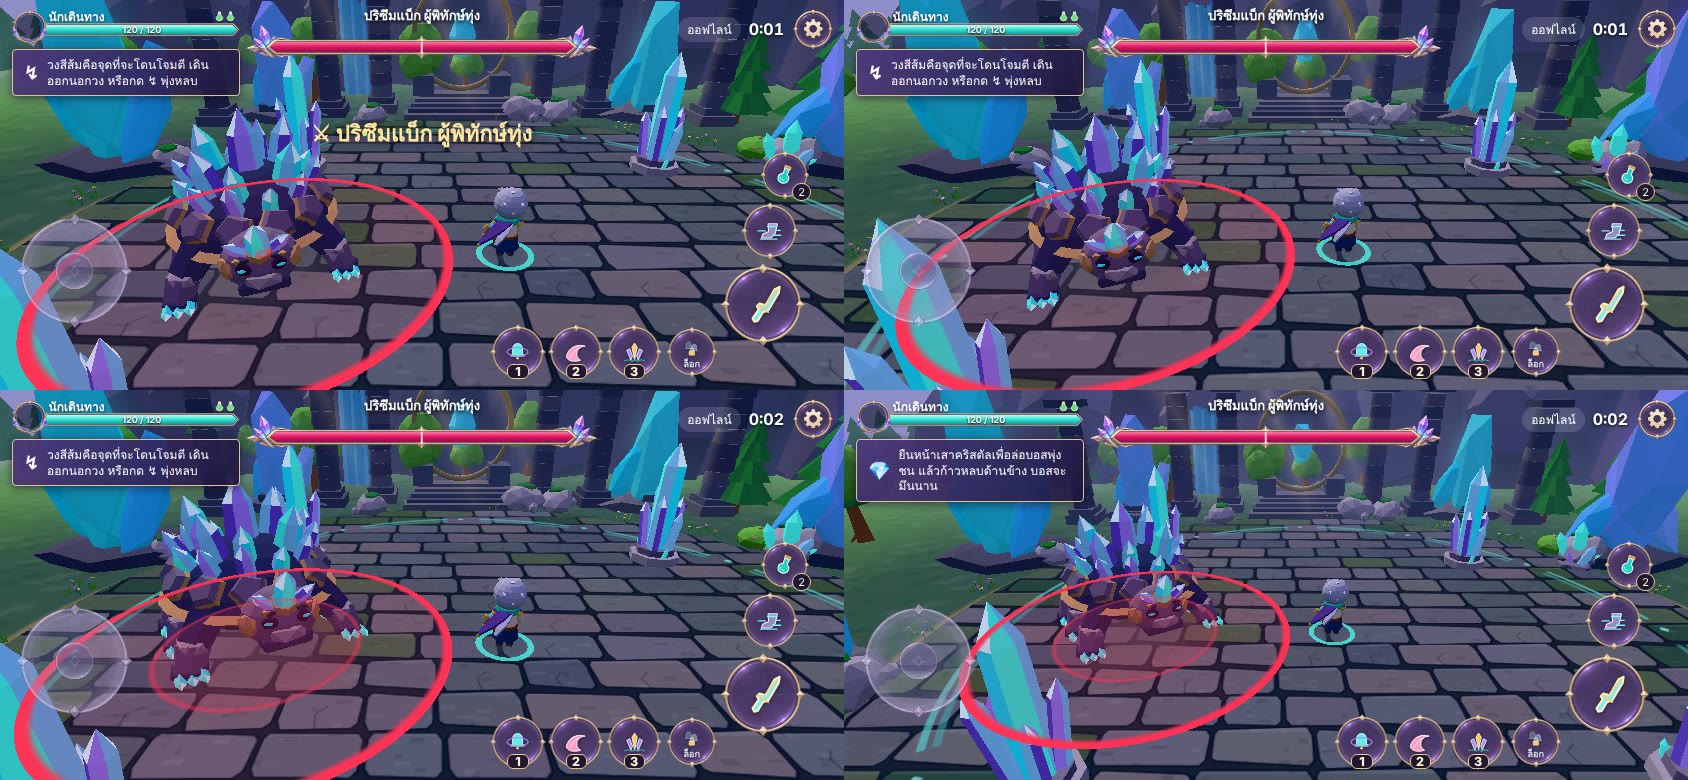 นักเดินทาง
120 / 120
ปริซึมแบ็ก ผู้พิทักษ์ทุ่ง
ออฟไลน์ 0:01
วงสีส้มคือจุดที่จะโดนโจมตี เดิน
ออกนอกวง หรือกด ↯ พุ่งหลบ
⚔ ปริซึมแบ็ก ผู้พิทักษ์ทุ่ง
2
1
2
3
ล็อก
นักเดินทาง
120 / 120
ปริซึมแบ็ก ผู้พิทักษ์ทุ่ง
ออฟไลน์ 0:01
วงสีส้มคือจุดที่จะโดนโจมตี เดิน
ออกนอกวง หรือกด ↯ พุ่งหลบ
2
1
2
3
ล็อก
นักเดินทาง
120 / 120
ปริซึมแบ็ก ผู้พิทักษ์ทุ่ง
ออฟไลน์ 0:02
วงสีส้มคือจุดที่จะโดนโจมตี เดิน
ออกนอกวง หรือกด ↯ พุ่งหลบ
2
1
2
3
ล็อก
นักเดินทาง
120 / 120
ปริซึมแบ็ก ผู้พิทักษ์ทุ่ง
ออฟไลน์ 0:02
ยืนหน้าเสาคริสตัลเพื่อล่อบอสพุ่ง
ชน แล้วก้าวหลบด้านข้าง บอสจะ
มึนนาน
2
1
2
3
ล็อก